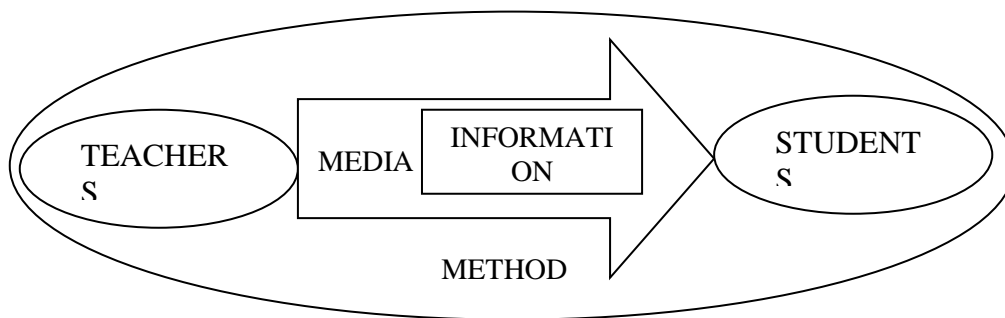 TEACHER
S
MEDIA
INFORMATI
ON
STUDENT
S
METHOD